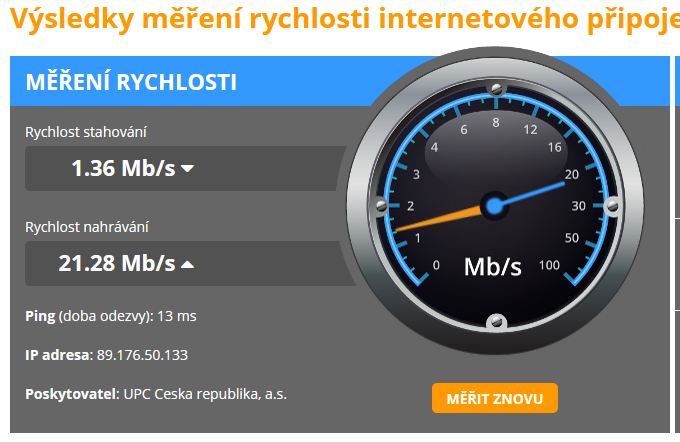 Výsledky měření rychlosti internetového připoje
MĚŘENÍ RYCHLOSTI
Rychlost stahování
1.36 Mb/s
Rychlost nahrávání
21.28 Mb/s
Ping (doba odezvy): 13 ms
IP adresa: 89.176.50.133
Poskytovatel: UPC Ceska republika, a.s.
0
1
2
3
4
6
8
12
16
20
30
50
100
Mb/s
MĚŘIT ZNOVU